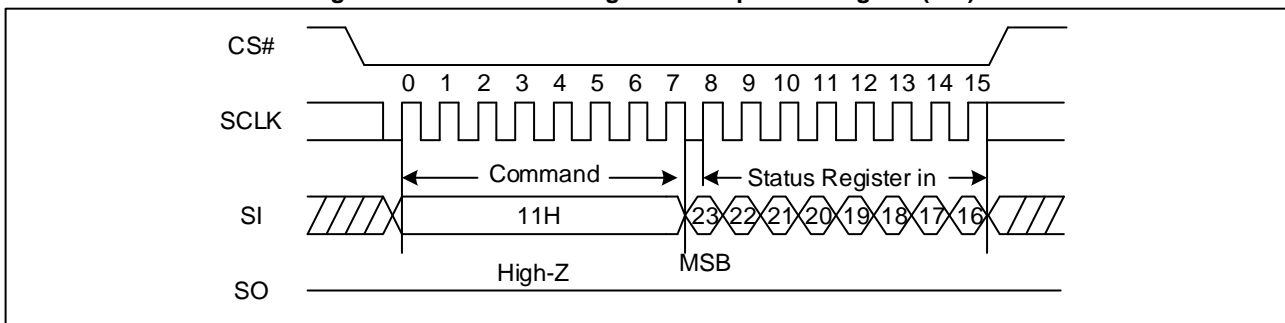 CS#
0 1 2 3 4 5 6 7 8 9 10 11 12 13 14 15
SCLK
Command Status Register in
SI 11H 23 22 21 20 19 18 17 16
MSB
High-Z
SO